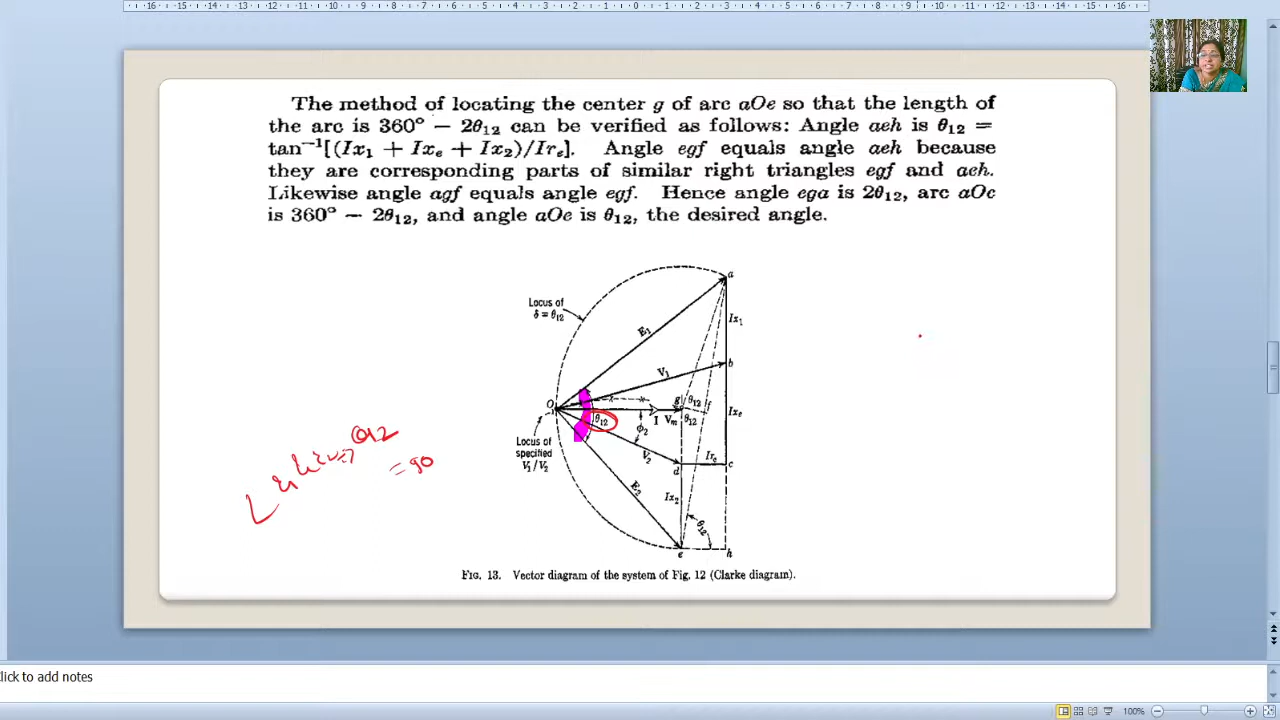 The method of locating the center g of arc aOe so that the length of
the arc is 360° − 2θ12 can be verified as follows: Angle aeh is θ12 =
tan−1[(Ix1 + Ixe + Ix2)/Ire]. Angle egf equals angle aeh because
they are corresponding parts of similar right triangles egf and aeh.
Likewise angle agf equals angle egf. Hence angle ega is 2θ12, arc aOe
is 360° − 2θ12, and angle aOe is θ12, the desired angle.
a
Locus of
δ = θ12
Ix1
E1
b
V1
O
g
θ12
f
θ12
I
Vm
θ12
Ixe
ϕ2
Locus of
specified
V1/V2
V2
Ire
d
c
E2
Ix2
θ12
e
h
θ12
= 90
FIG. 13. Vector diagram of the system of Fig. 12 (Clarke diagram).
Click to add notes
100%